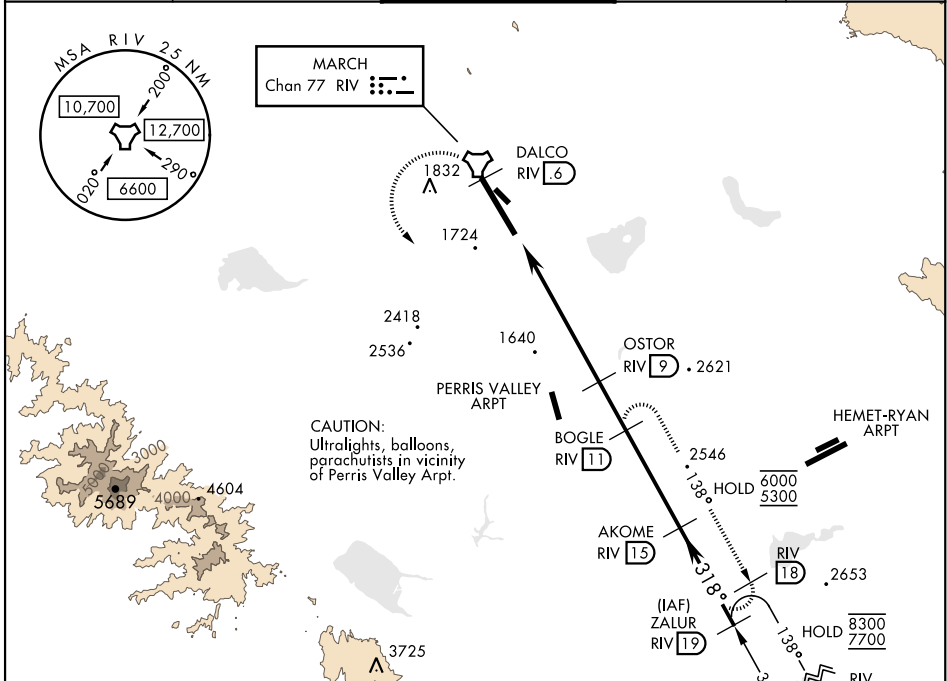 MSA RIV 25 NM
200°
10,700
12,700
020°
290°
6600
MARCH
Chan 77 RIV
1832
DALCO
RIV .6
1724
2418
2536
1640
OSTOR
RIV 9
2621
PERRIS VALLEY
ARPT
HEMET-RYAN
ARPT
CAUTION:
Ultralights, balloons,
parachutists in vicinity
of Perris Valley Arpt.
BOGLE
RIV 11
2546
138°
HOLD 6000
5300
3000
5000
4000
4604
5689
AKOME
RIV 15
318°
RIV
18
2653
(IAF)
ZALUR
RIV 19
138°
HOLD 8300
7700
3725
3
RIV